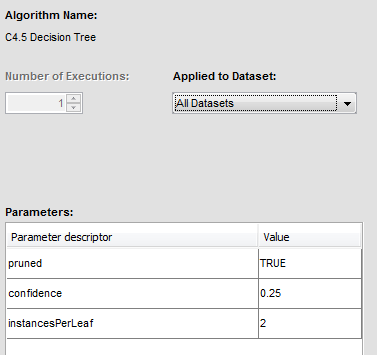 Algorithm Name:
C4.5 Decision Tree
Number of Executions: Applied to Dataset:
1 All Datasets
Parameters:
Parameter descriptor Value
pruned TRUE
confidence 0.25
instancesPerLeaf 2